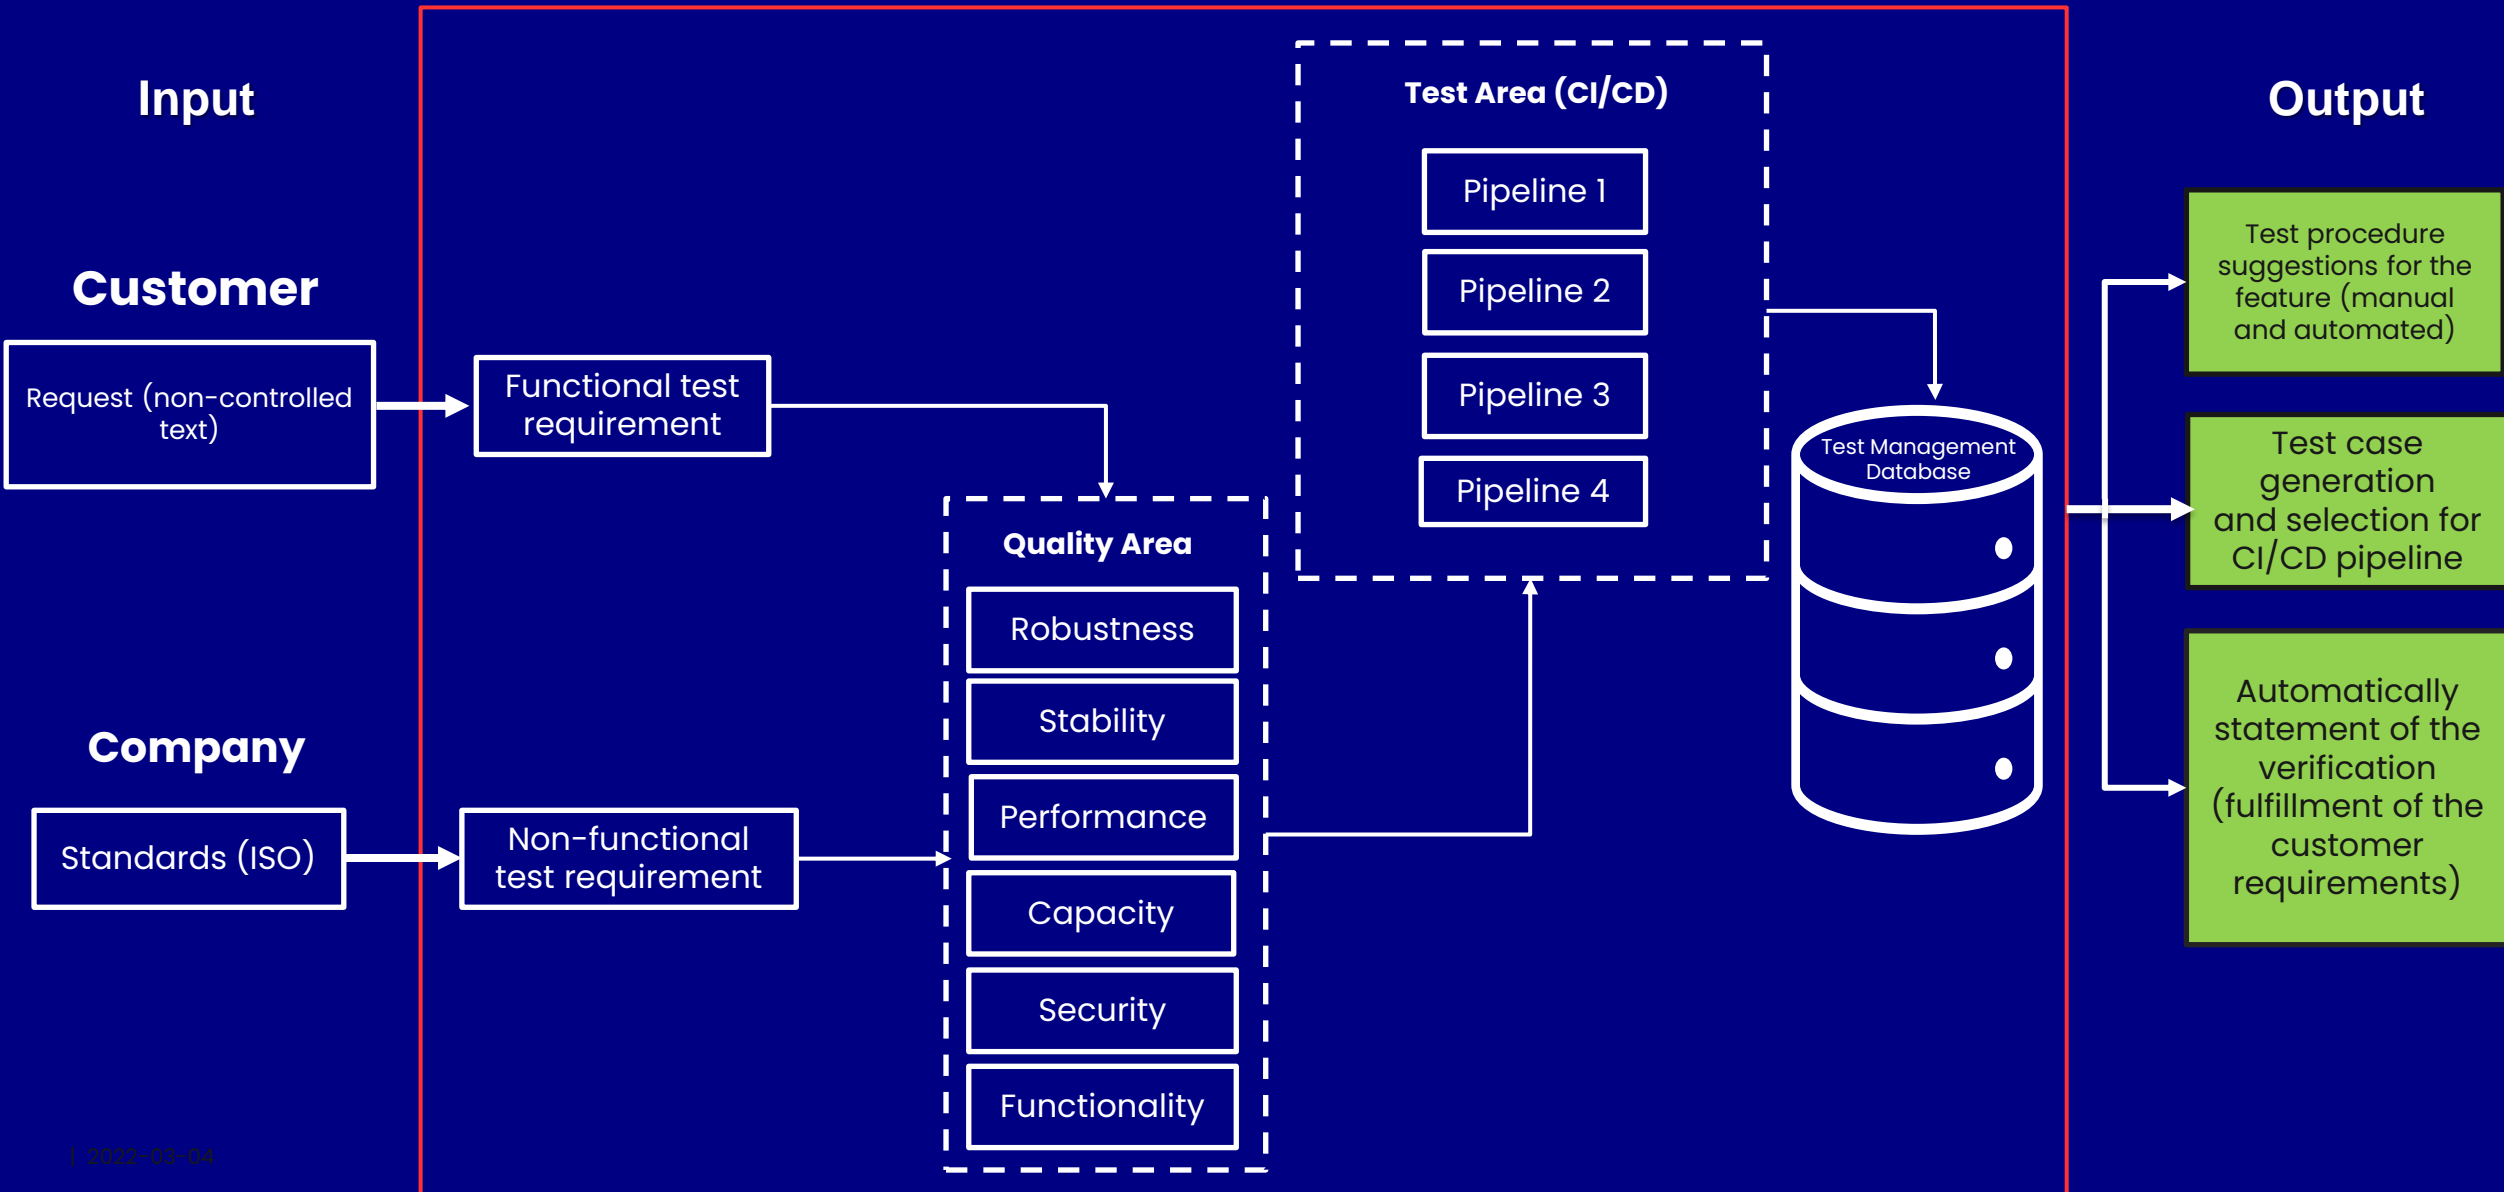 Input
Customer
Request (non-controlled
text)
Company
Standards (ISO)
Functional test
requirement
Non-functional
test requirement
Quality Area
Robustness
Stability
Performance
Capacity
Security
Functionality
Test Area (CI/CD)
Pipeline 1
Pipeline 2
Pipeline 3
Pipeline 4
Test Management
Database
Output
Test procedure
suggestions for the
feature (manual
and automated)
Test case
generation
and selection for
CI/CD pipeline
Automatically
statement of the
verification
(fulfillment of the
customer
requirements)
| 2022-03-04